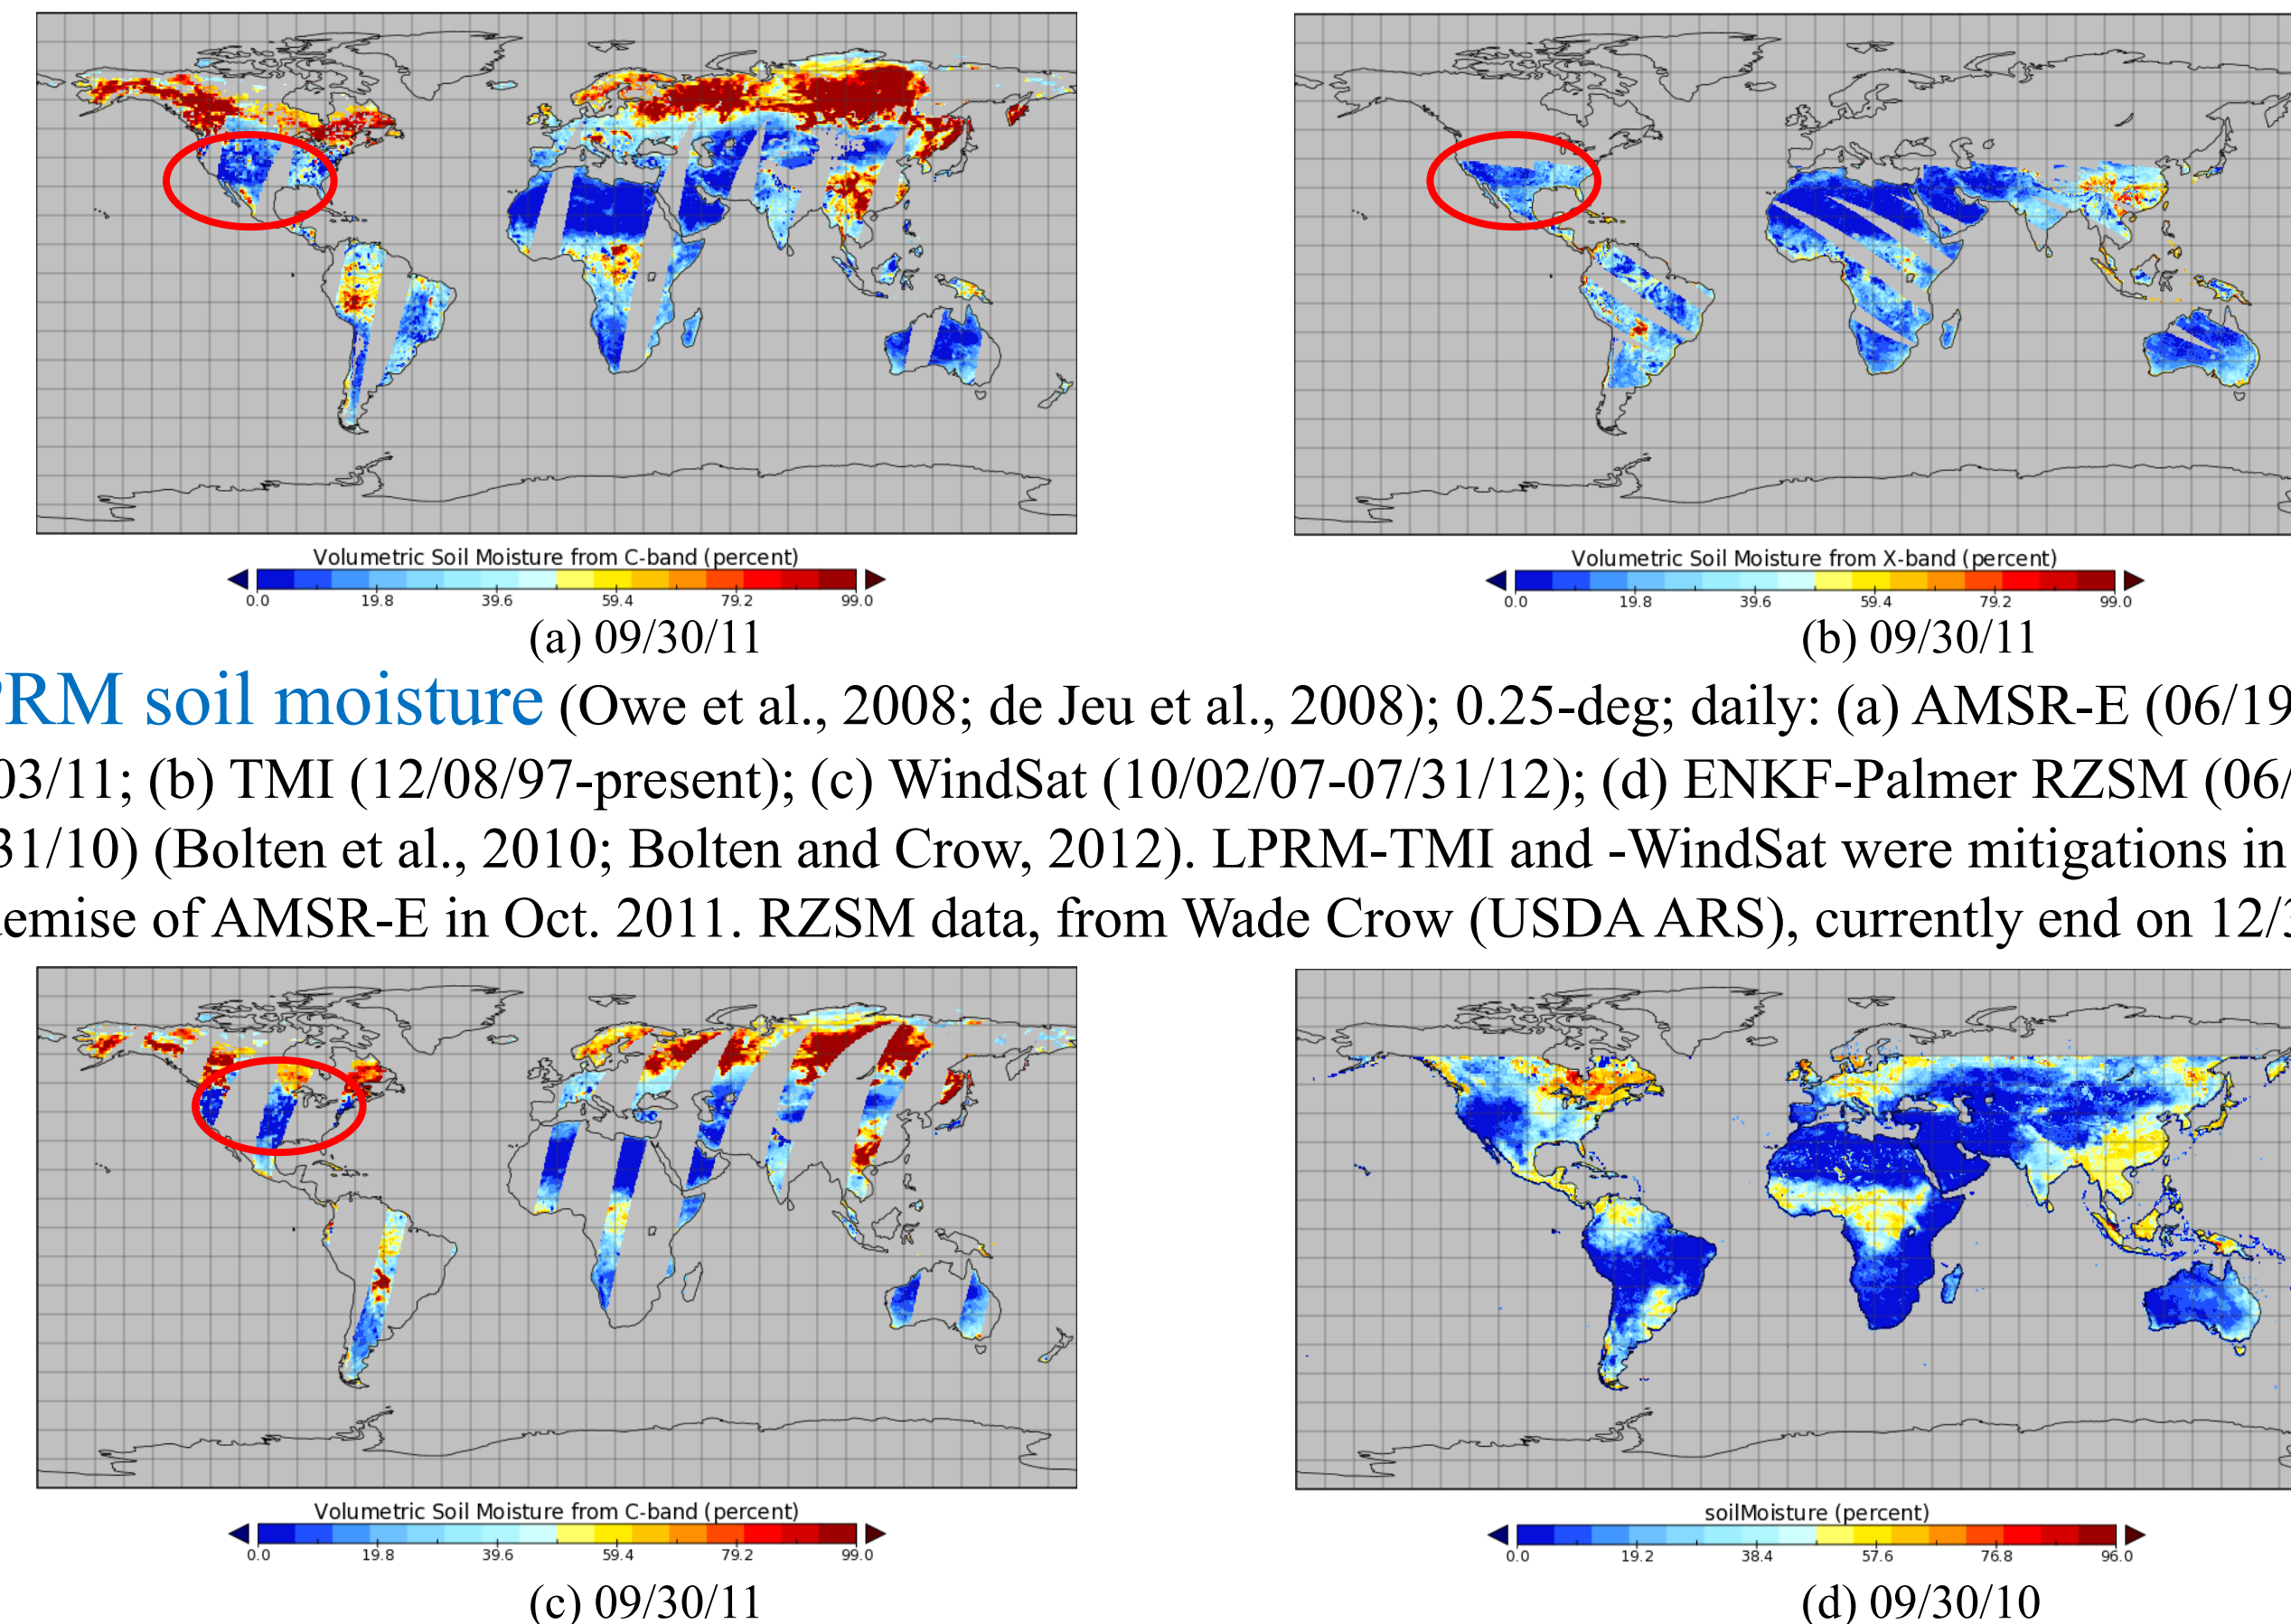 Volumetric Soil Moisture from C-band (percent)
0.0 19.8 39.6 59.4 79.2 99.0
(a) 09/30/11
Volumetric Soil Moisture from X-band (percent)
0.0 19.8 39.6 59.4 79.2 99.0
(b) 09/30/11
PRM soil moisture (Owe et al., 2008; de Jeu et al., 2008); 0.25-deg; daily: (a) AMSR-E (06/19
03/11; (b) TMI (12/08/97-present); (c) WindSat (10/02/07-07/31/12); (d) ENKF-Palmer RZSM (06/
31/10) (Bolten et al., 2010; Bolten and Crow, 2012). LPRM-TMI and -WindSat were mitigations in
demise of AMSR-E in Oct. 2011. RZSM data, from Wade Crow (USDA ARS), currently end on 12/3
Volumetric Soil Moisture from C-band (percent)
0.0 19.8 39.6 59.4 79.2 99.0
(c) 09/30/11
soilMoisture (percent)
0.0 19.2 38.4 57.6 76.8 96.0
(d) 09/30/10